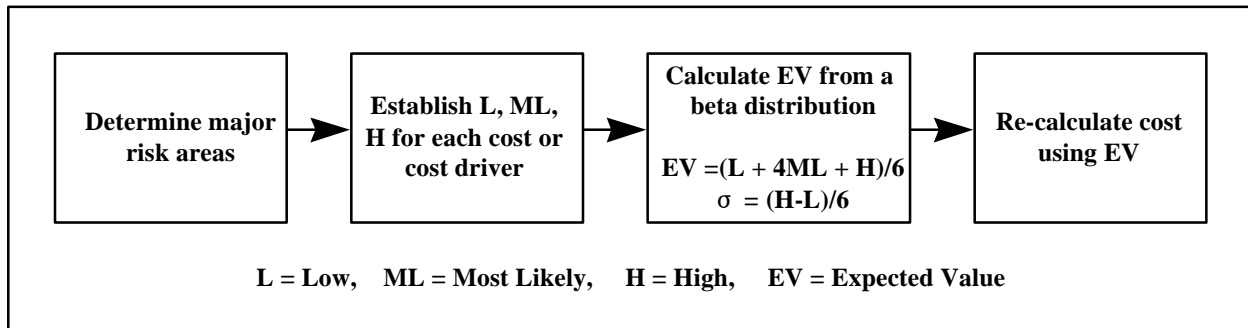 Determine major
risk areas
Establish L, ML,
H for each cost or
cost driver
Calculate EV from a
beta distribution
EV =(L + 4ML + H)/6
σ = (H-L)/6
Re-calculate cost
using EV
L = Low, ML = Most Likely, H = High, EV = Expected Value